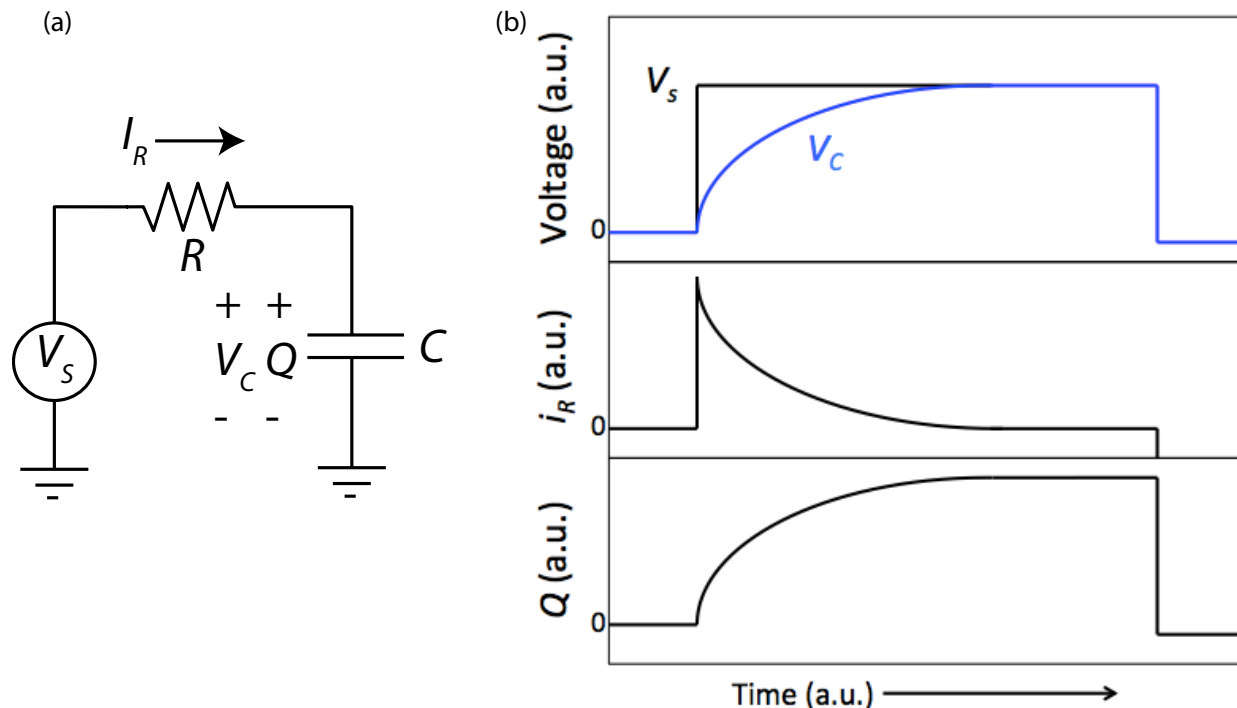 (a)
I_R
R
V_S
+ +
V_C Q
- -
C
(b)
Voltage (a.u.)
V_s
V_C
0
i_R (a.u.)
0
Q (a.u.)
0
Time (a.u.)